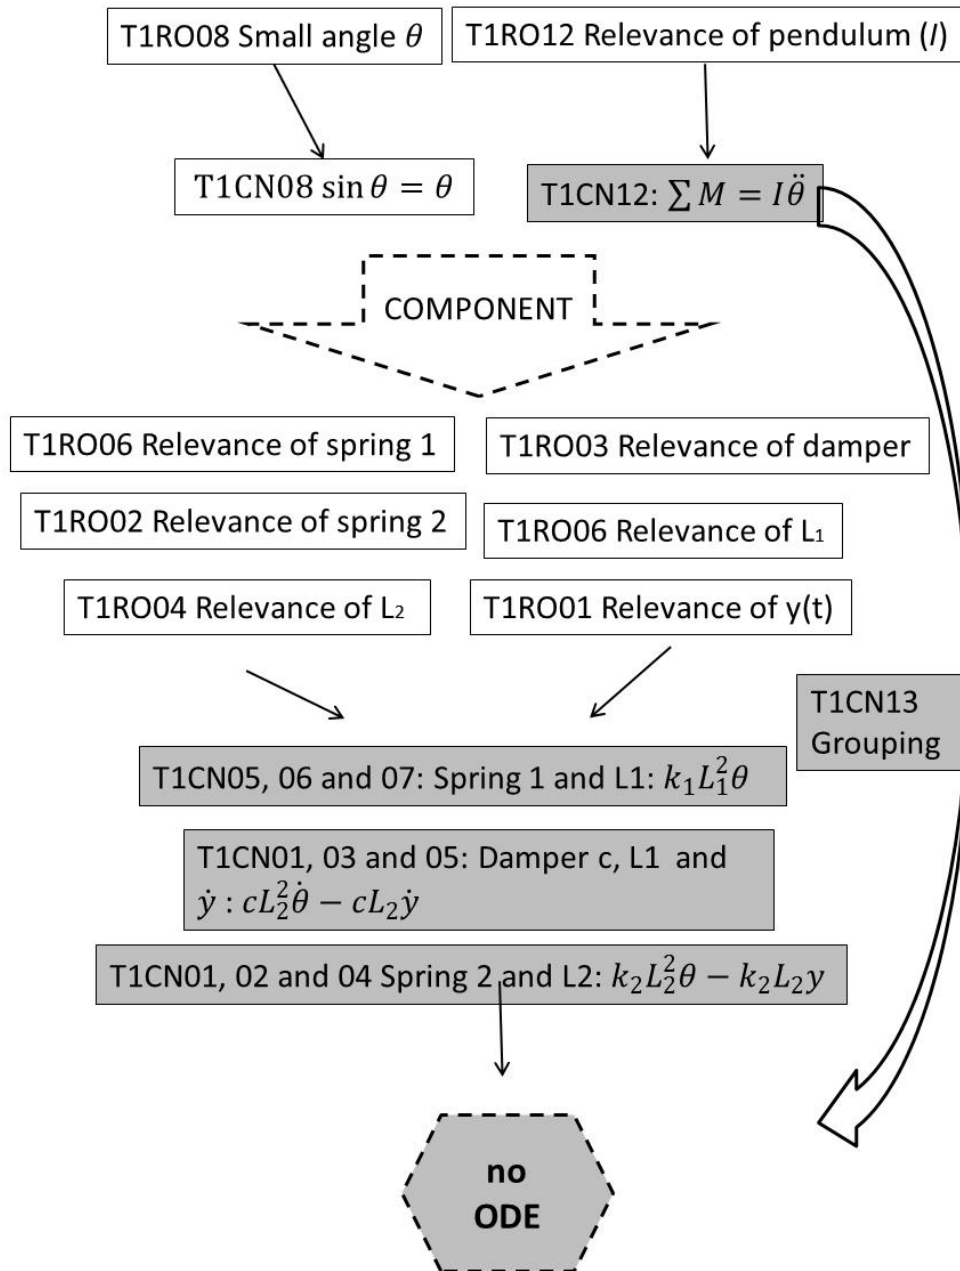 T1RO08 Small angle θ
T1RO12 Relevance of pendulum (I)
T1CN08 sin θ = θ
T1CN12: ∑ M = Iθ̈
COMPONENT
T1RO06 Relevance of spring 1
T1RO03 Relevance of damper
T1RO02 Relevance of spring 2
T1RO06 Relevance of L₁
T1RO04 Relevance of L₂
T1RO01 Relevance of y(t)
T1CN13
Grouping
T1CN05, 06 and 07: Spring 1 and L1: k₁L₁²θ
T1CN01, 03 and 05: Damper c, L1 and
ẏ : cL₂²θ̇ − cL₂ẏ
T1CN01, 02 and 04 Spring 2 and L2: k₂L₂²θ − k₂L₂y
no
ODE